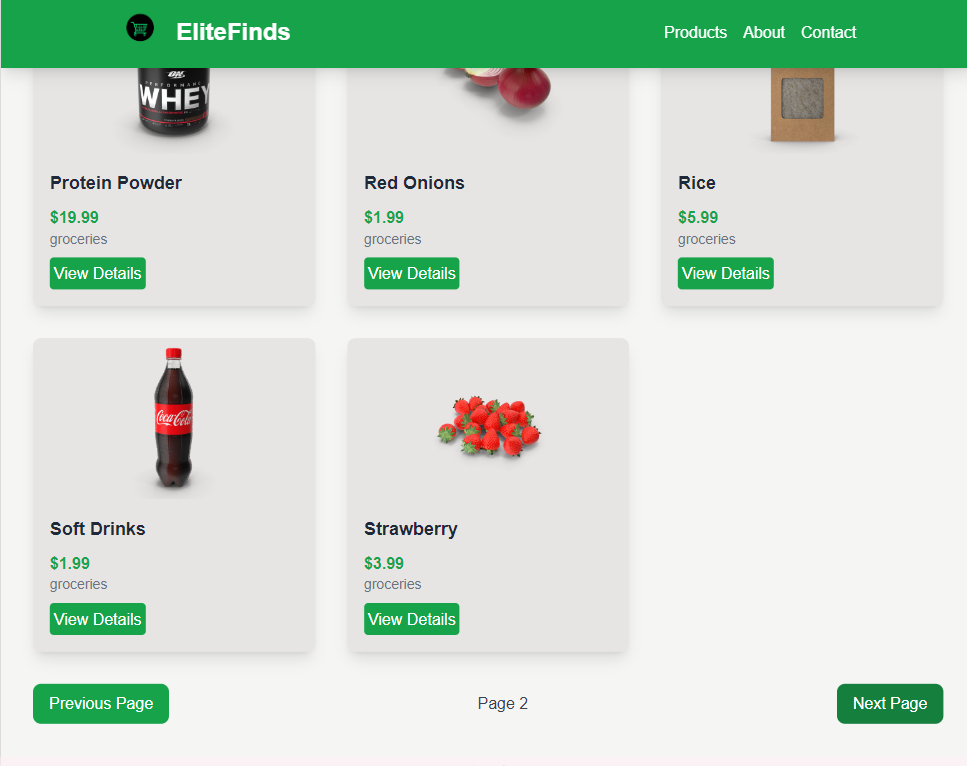 EliteFinds
Products About Contact
ON
PERFORMANCE
WHEY
Protein Powder
$19.99
groceries
View Details
Red Onions
$1.99
groceries
View Details
Rice
$5.99
groceries
View Details
Coca-Cola
Soft Drinks
$1.99
groceries
View Details
Strawberry
$3.99
groceries
View Details
Previous Page
Page 2
Next Page